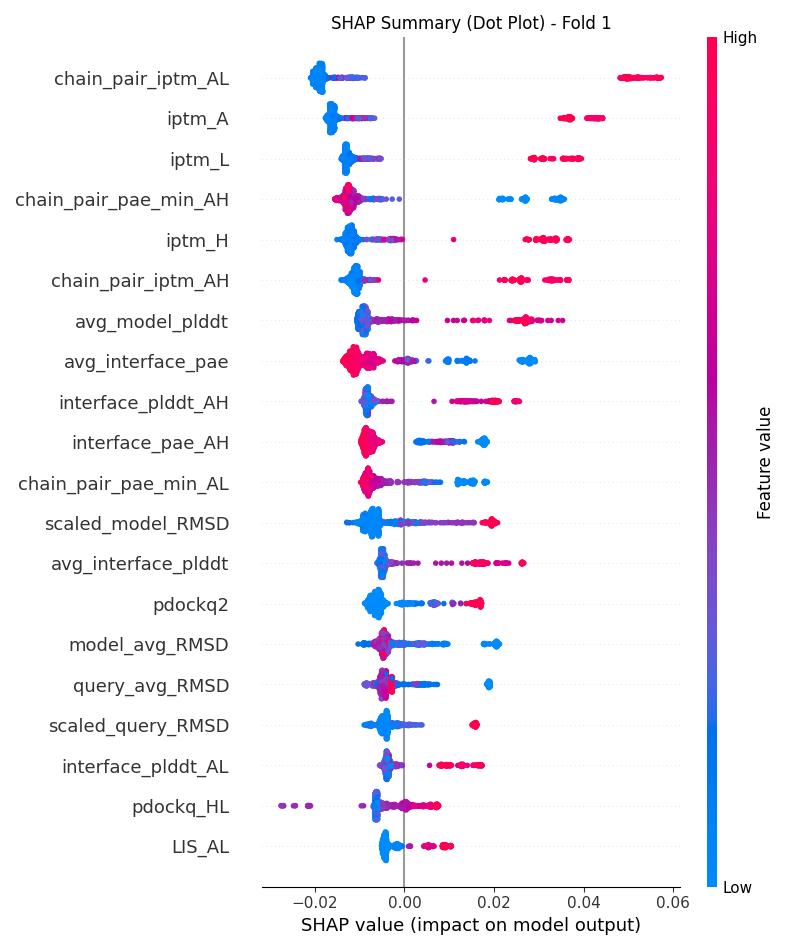 SHAP Summary (Dot Plot) - Fold 1
High
chain_pair_iptm_AL
iptm_A
iptm_L
chain_pair_pae_min_AH
iptm_H
chain_pair_iptm_AH
avg_model_plddt
avg_interface_pae
interface_plddt_AH
interface_pae_AH
chain_pair_pae_min_AL
scaled_model_RMSD
avg_interface_plddt
pdockq2
model_avg_RMSD
query_avg_RMSD
scaled_query_RMSD
interface_plddt_AL
pdockq_HL
LIS_AL
Feature value
Low
−0.02 0.00 0.02 0.04 0.06
SHAP value (impact on model output)